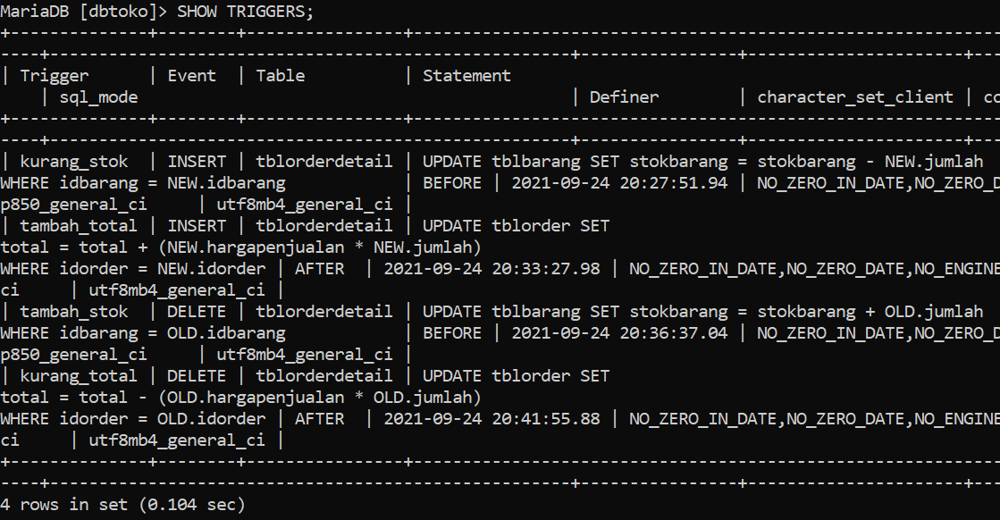 MariaDB [dbtoko]> SHOW TRIGGERS;
+--------------+--------+----------------+------------------------------------------------------------
----+-----------------------------------------------------+----------------+----------------------+---
| Trigger      | Event  | Table          | Statement
    | sql_mode                                            | Definer        | character_set_client | co
+--------------+--------+----------------+------------------------------------------------------------
----+-----------------------------------------------------+----------------+----------------------+---
| kurang_stok  | INSERT | tblorderdetail | UPDATE tblbarang SET stokbarang = stokbarang - NEW.jumlah
WHERE idbarang = NEW.idbarang            | BEFORE | 2021-09-24 20:27:51.94 | NO_ZERO_IN_DATE,NO_ZERO_D
p850_general_ci     | utf8mb4_general_ci |
| tambah_total | INSERT | tblorderdetail | UPDATE tblorder SET
total = total + (NEW.hargapenjualan * NEW.jumlah)
WHERE idorder = NEW.idorder | AFTER  | 2021-09-24 20:33:27.98 | NO_ZERO_IN_DATE,NO_ZERO_DATE,NO_ENGINE
ci     | utf8mb4_general_ci |
| tambah_stok  | DELETE | tblorderdetail | UPDATE tblbarang SET stokbarang = stokbarang + OLD.jumlah
WHERE idbarang = OLD.idbarang            | BEFORE | 2021-09-24 20:36:37.04 | NO_ZERO_IN_DATE,NO_ZERO_D
p850_general_ci     | utf8mb4_general_ci |
| kurang_total | DELETE | tblorderdetail | UPDATE tblorder SET
total = total - (OLD.hargapenjualan * OLD.jumlah)
WHERE idorder = OLD.idorder | AFTER  | 2021-09-24 20:41:55.88 | NO_ZERO_IN_DATE,NO_ZERO_DATE,NO_ENGINE
ci     | utf8mb4_general_ci |
+--------------+--------+----------------+------------------------------------------------------------
----+-----------------------------------------------------+----------------+----------------------+---
4 rows in set (0.104 sec)